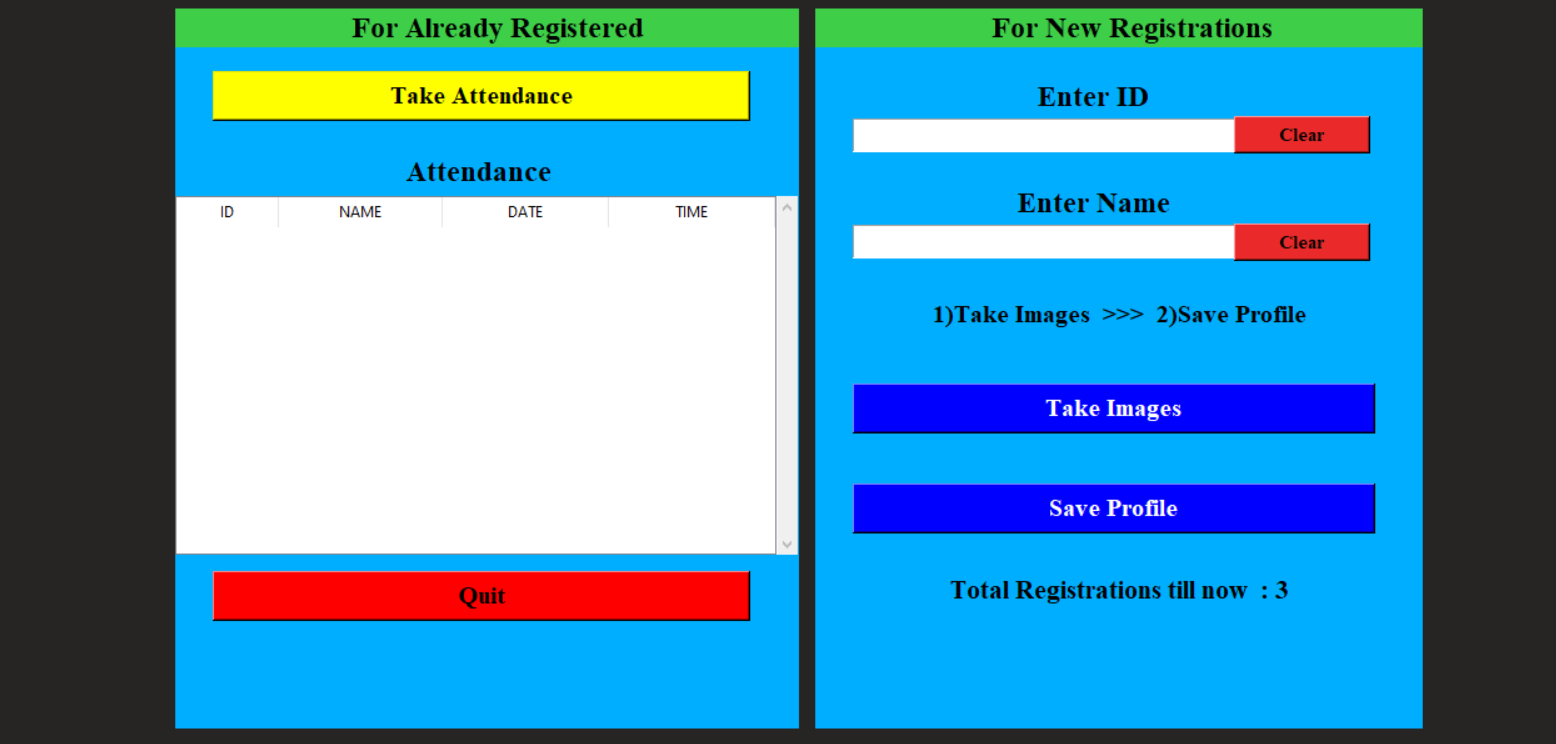 For Already Registered
Take Attendance
Attendance
ID NAME DATE TIME
Quit
For New Registrations
Enter ID
Clear
Enter Name
Clear
1)Take Images >>> 2)Save Profile
Take Images
Save Profile
Total Registrations till now : 3